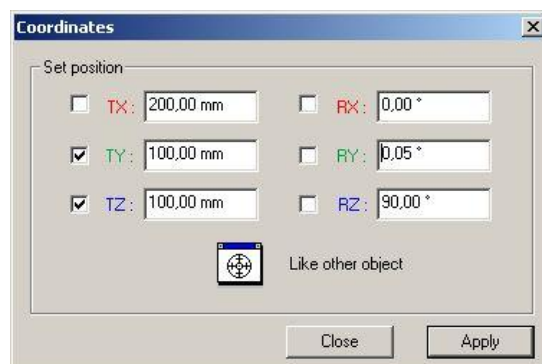 Coordinates
Set position
TX: 200,00 mm RX: 0,00 °
TY: 100,00 mm RY: 0,05 °
TZ: 100,00 mm RZ: 90,00 °
Like other object
Close Apply